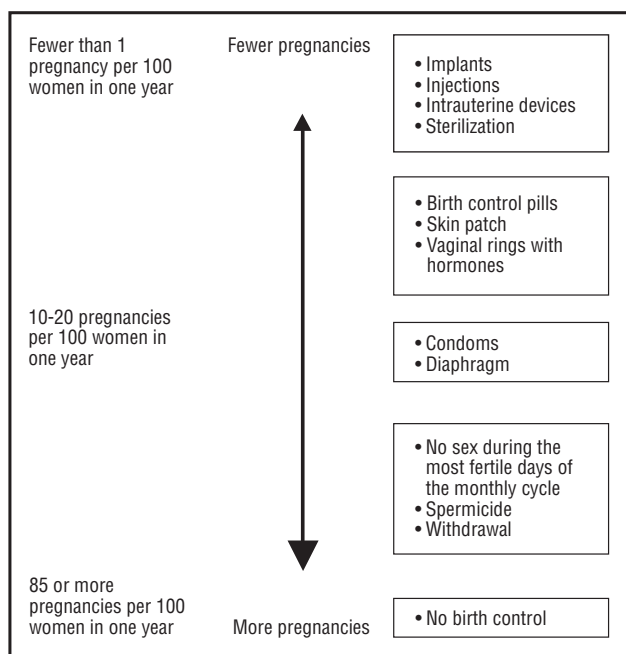 Fewer than 1
pregnancy per 100
women in one year
Fewer pregnancies
• Implants
• Injections
• Intrauterine devices
• Sterilization
• Birth control pills
• Skin patch
• Vaginal rings with
hormones
10-20 pregnancies
per 100 women in
one year
• Condoms
• Diaphragm
• No sex during the
most fertile days of
the monthly cycle
• Spermicide
• Withdrawal
85 or more
pregnancies per 100
women in one year
More pregnancies
• No birth control